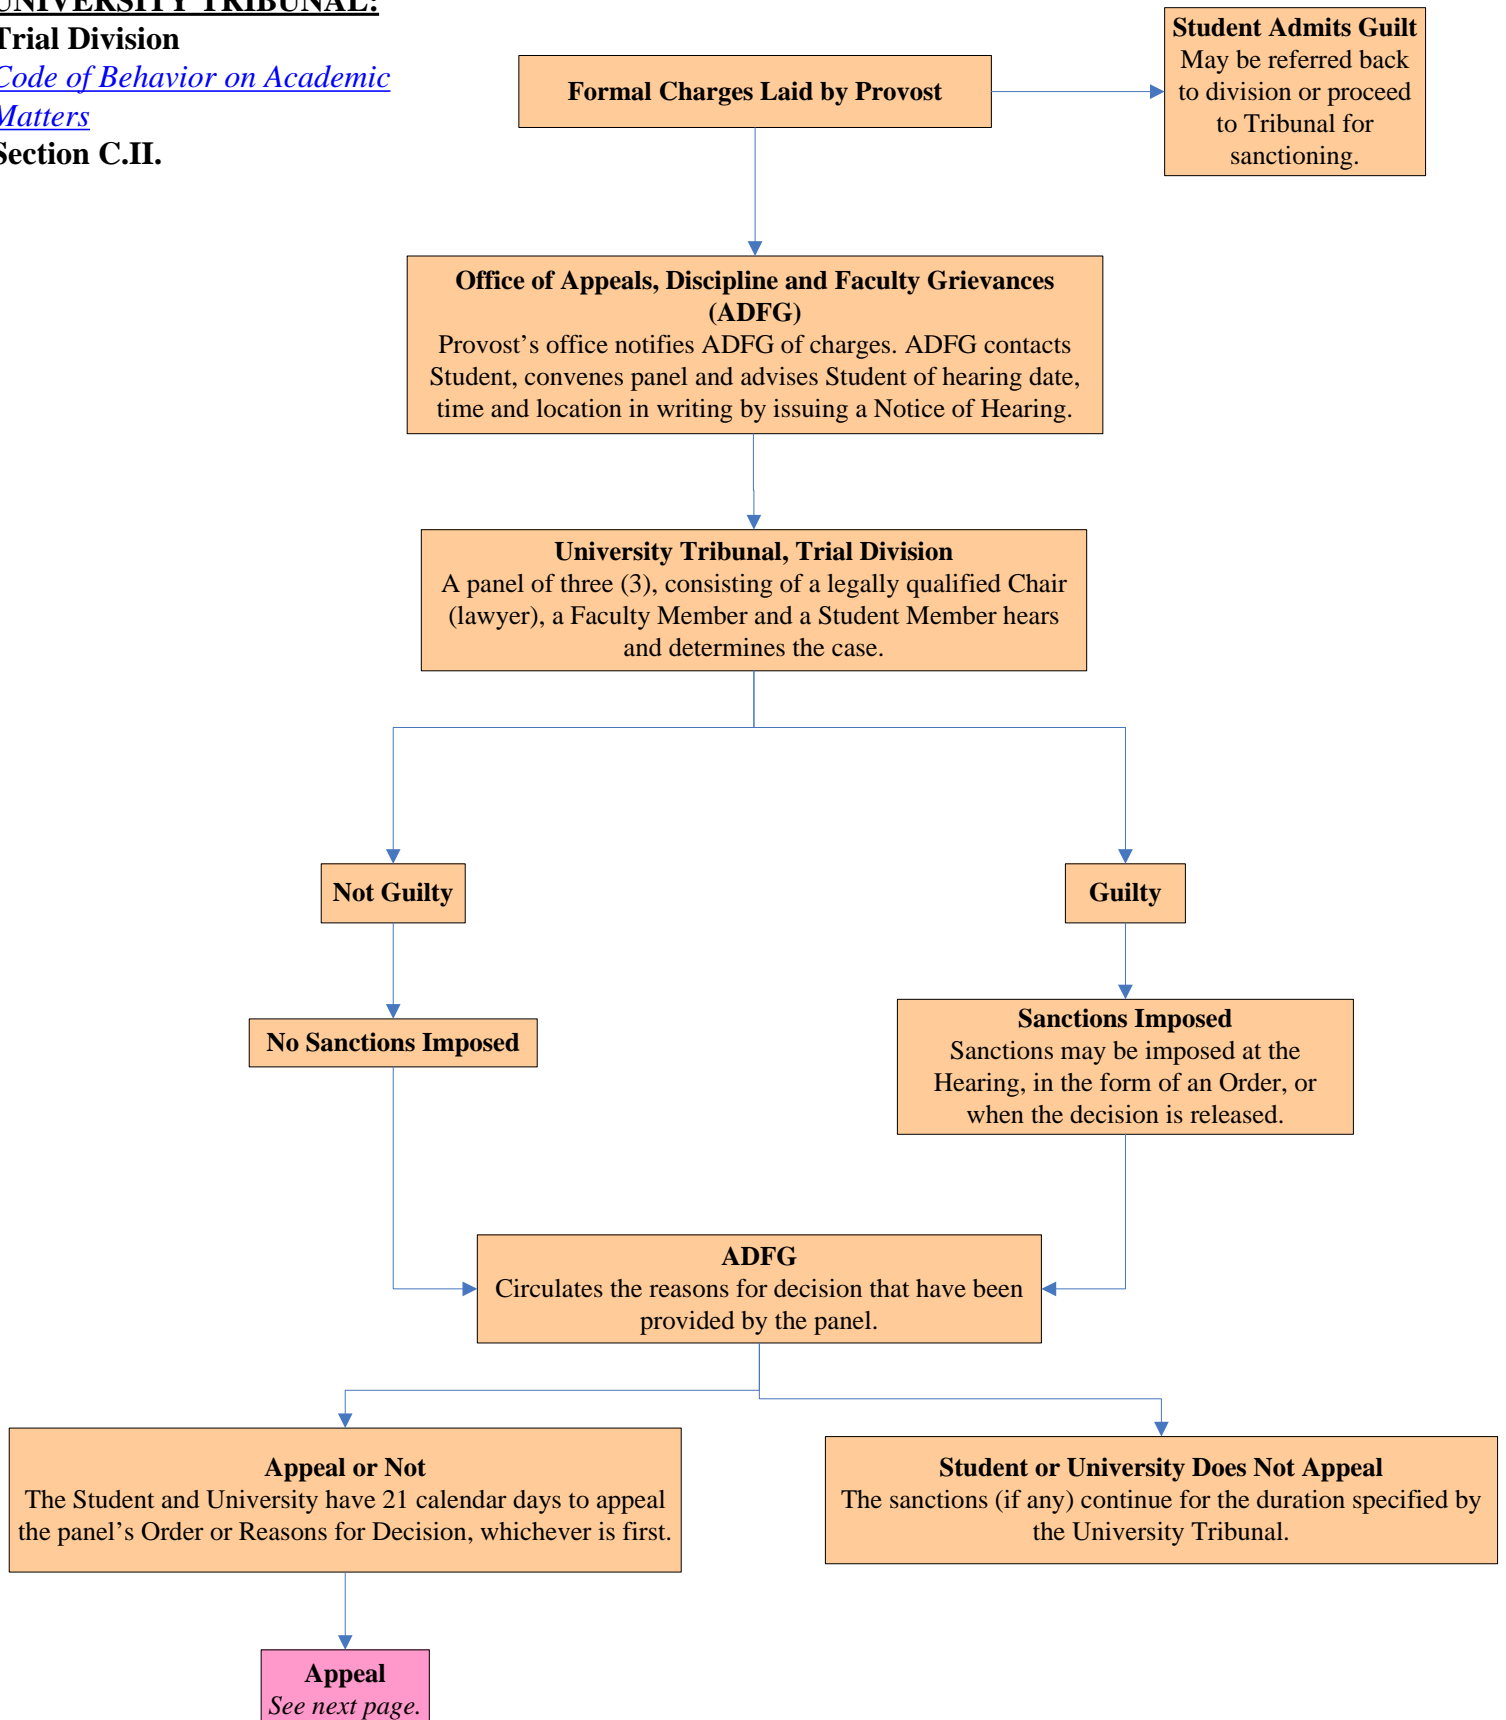 UNIVERSITY TRIBUNAL:
Trial Division
Code of Behavior on Academic
Matters
Section C.II.
Formal Charges Laid by Provost
Student Admits Guilt
May be referred back
to division or proceed
to Tribunal for
sanctioning.
Office of Appeals, Discipline and Faculty Grievances
(ADFG)
Provost’s office notifies ADFG of charges. ADFG contacts
Student, convenes panel and advises Student of hearing date,
time and location in writing by issuing a Notice of Hearing.
University Tribunal, Trial Division
A panel of three (3), consisting of a legally qualified Chair
(lawyer), a Faculty Member and a Student Member hears
and determines the case.
Not Guilty
Guilty
No Sanctions Imposed
Sanctions Imposed
Sanctions may be imposed at the
Hearing, in the form of an Order, or
when the decision is released.
ADFG
Circulates the reasons for decision that have been
provided by the panel.
Appeal or Not
The Student and University have 21 calendar days to appeal
the panel’s Order or Reasons for Decision, whichever is first.
Student or University Does Not Appeal
The sanctions (if any) continue for the duration specified by
the University Tribunal.
Appeal
See next page.